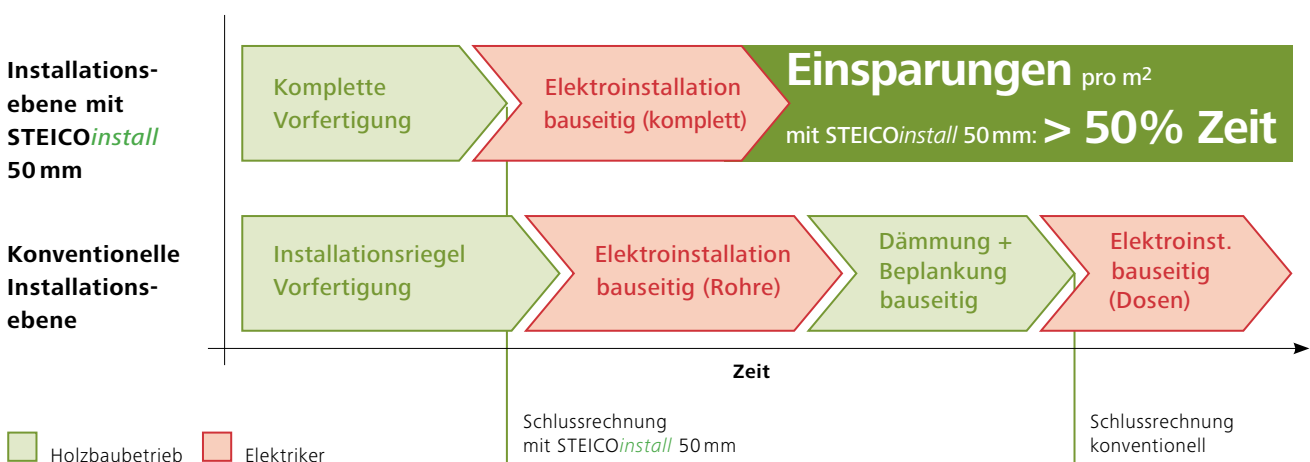 Installations-
ebene mit
STEICOinstall
50 mm
Komplette
Vorfertigung
Elektroinstallation
bauseitig (komplett)
Einsparungen pro m²
mit STEICOinstall 50 mm: > 50% Zeit
Konventionelle
Installations-
ebene
Installationsriegel
Vorfertigung
Elektroinstallation
bauseitig (Rohre)
Dämmung +
Beplankung
bauseitig
Elektroinst.
bauseitig
(Dosen)
Zeit
Schlussrechnung
mit STEICOinstall 50 mm
Schlussrechnung
konventionell
Holzbaubetrieb
Elektriker